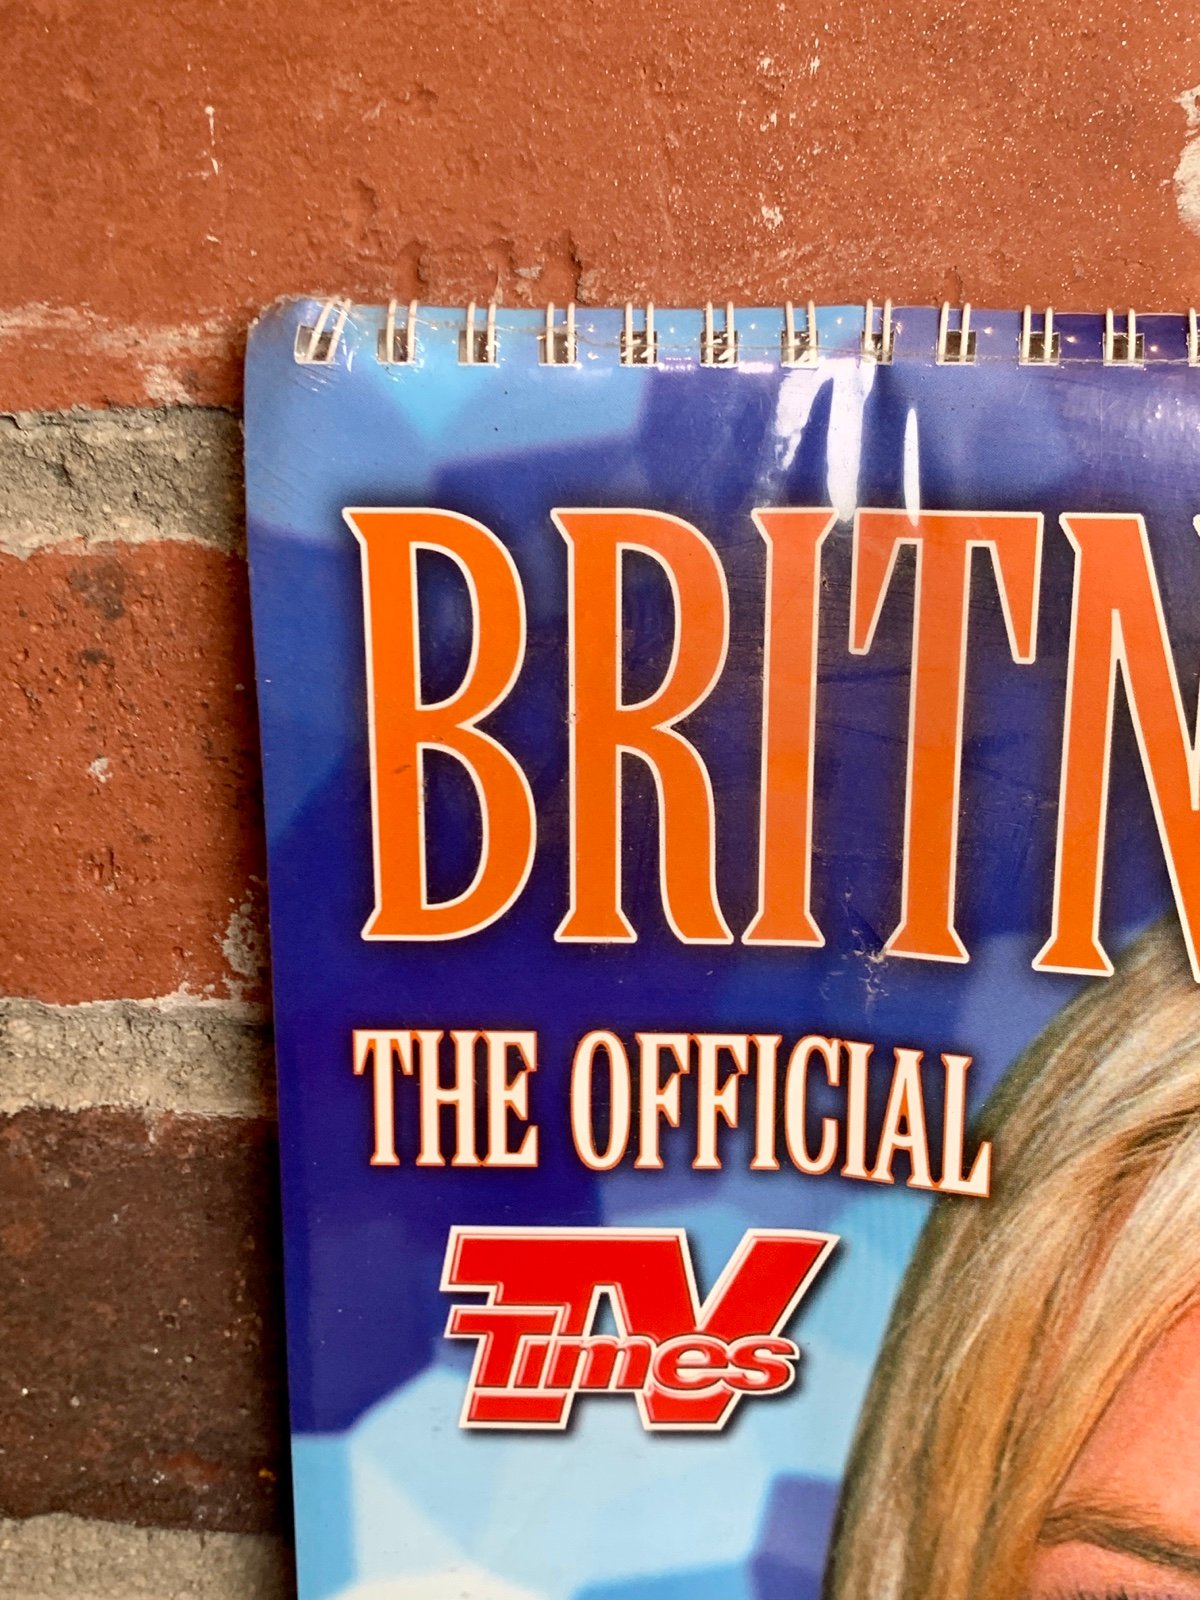 BRITN
THE OFFICIAL
TV
Times